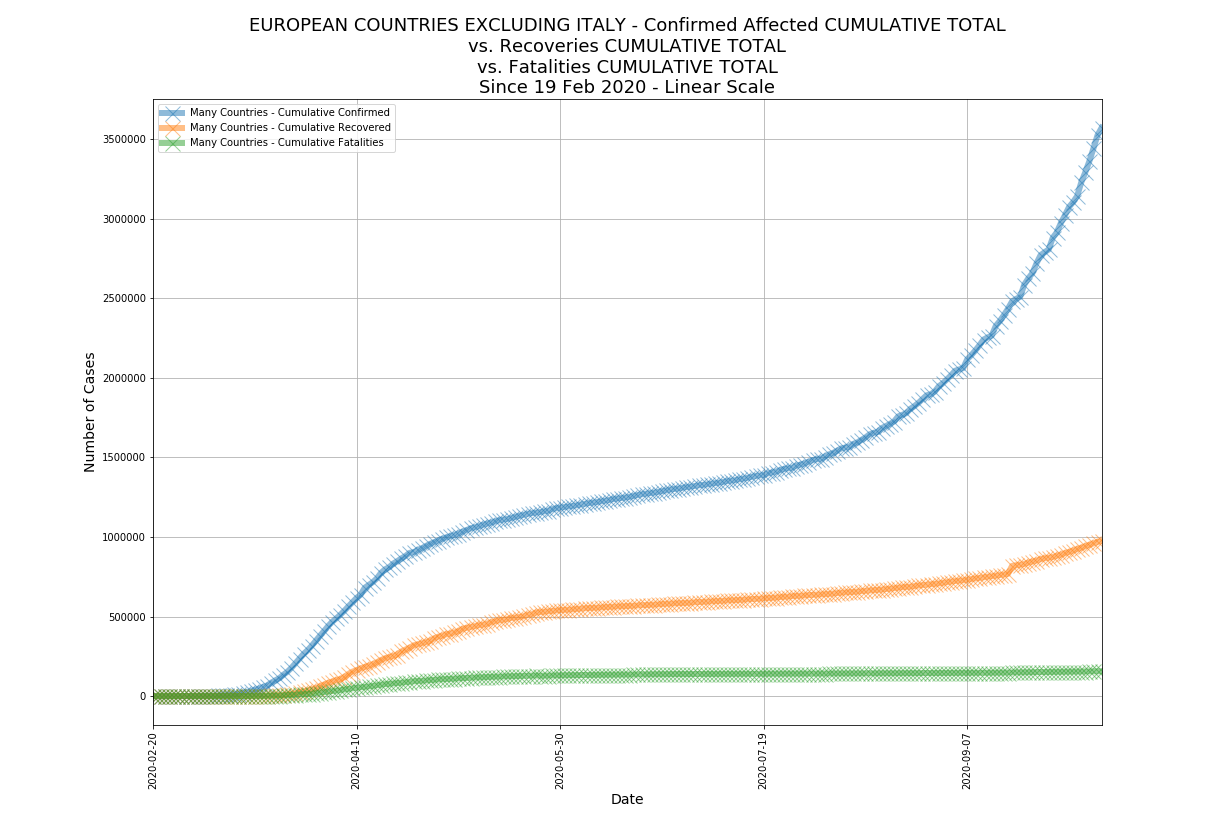 EUROPEAN COUNTRIES EXCLUDING ITALY - Confirmed Affected CUMULATIVE TOTAL
vs. Recoveries CUMULATIVE TOTAL
vs. Fatalities CUMULATIVE TOTAL
Since 19 Feb 2020 - Linear Scale
Many Countries - Cumulative Confirmed
Many Countries - Cumulative Recovered
Many Countries - Cumulative Fatalities
Number of Cases
3500000
3000000
2500000
2000000
1500000
1000000
500000
0
2020-02-20
2020-04-10
2020-05-30
2020-07-19
2020-09-07
Date